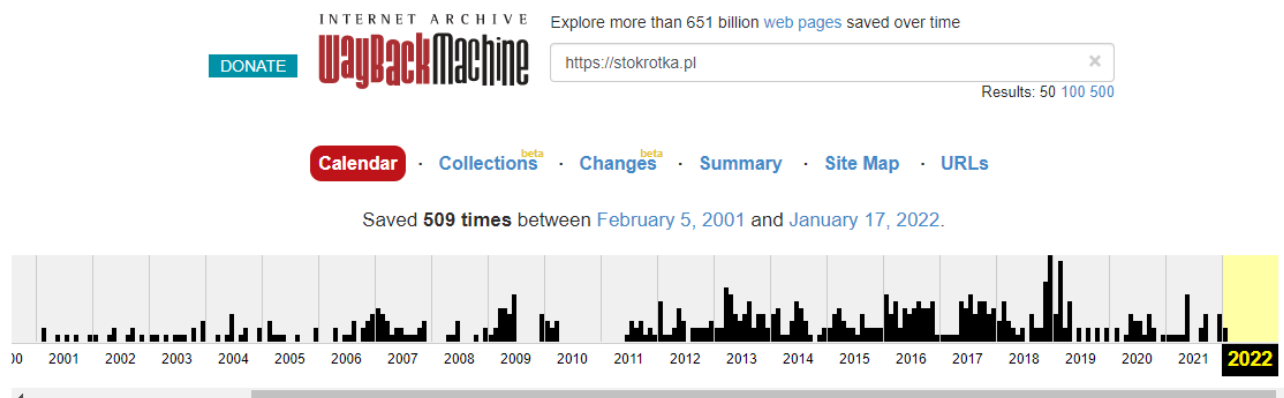 INTERNET ARCHIVE
Explore more than 651 billion web pages saved over time
DONATE
WayBackMachine
https://stokrotka.pl ×
Results: 50 100 500
Calendar · Collections beta · Changes beta · Summary · Site Map · URLs
Saved 509 times between February 5, 2001 and January 17, 2022.
00 2001 2002 2003 2004 2005 2006 2007 2008 2009 2010 2011 2012 2013 2014 2015 2016 2017 2018 2019 2020 2021 2022